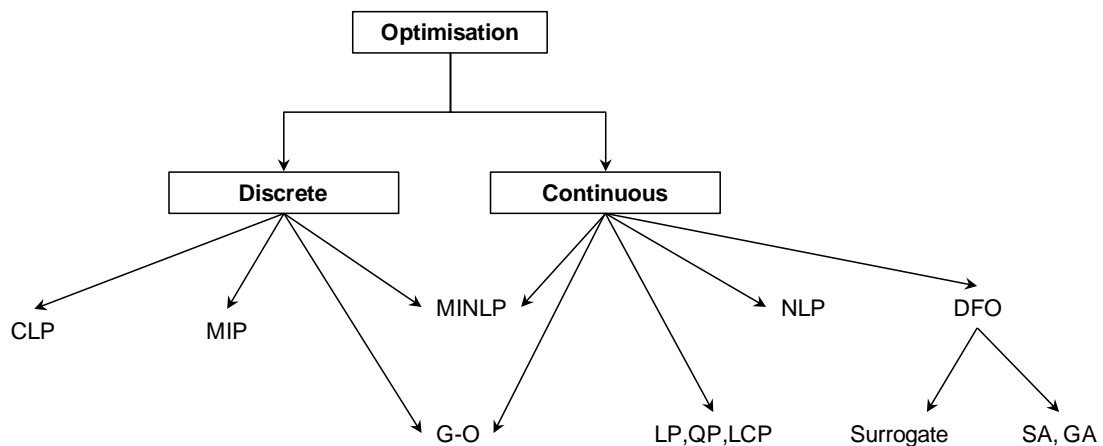 Optimisation
Discrete
Continuous
CLP
MIP
MINLP
NLP
DFO
G-O
LP,QP,LCP
Surrogate
SA, GA